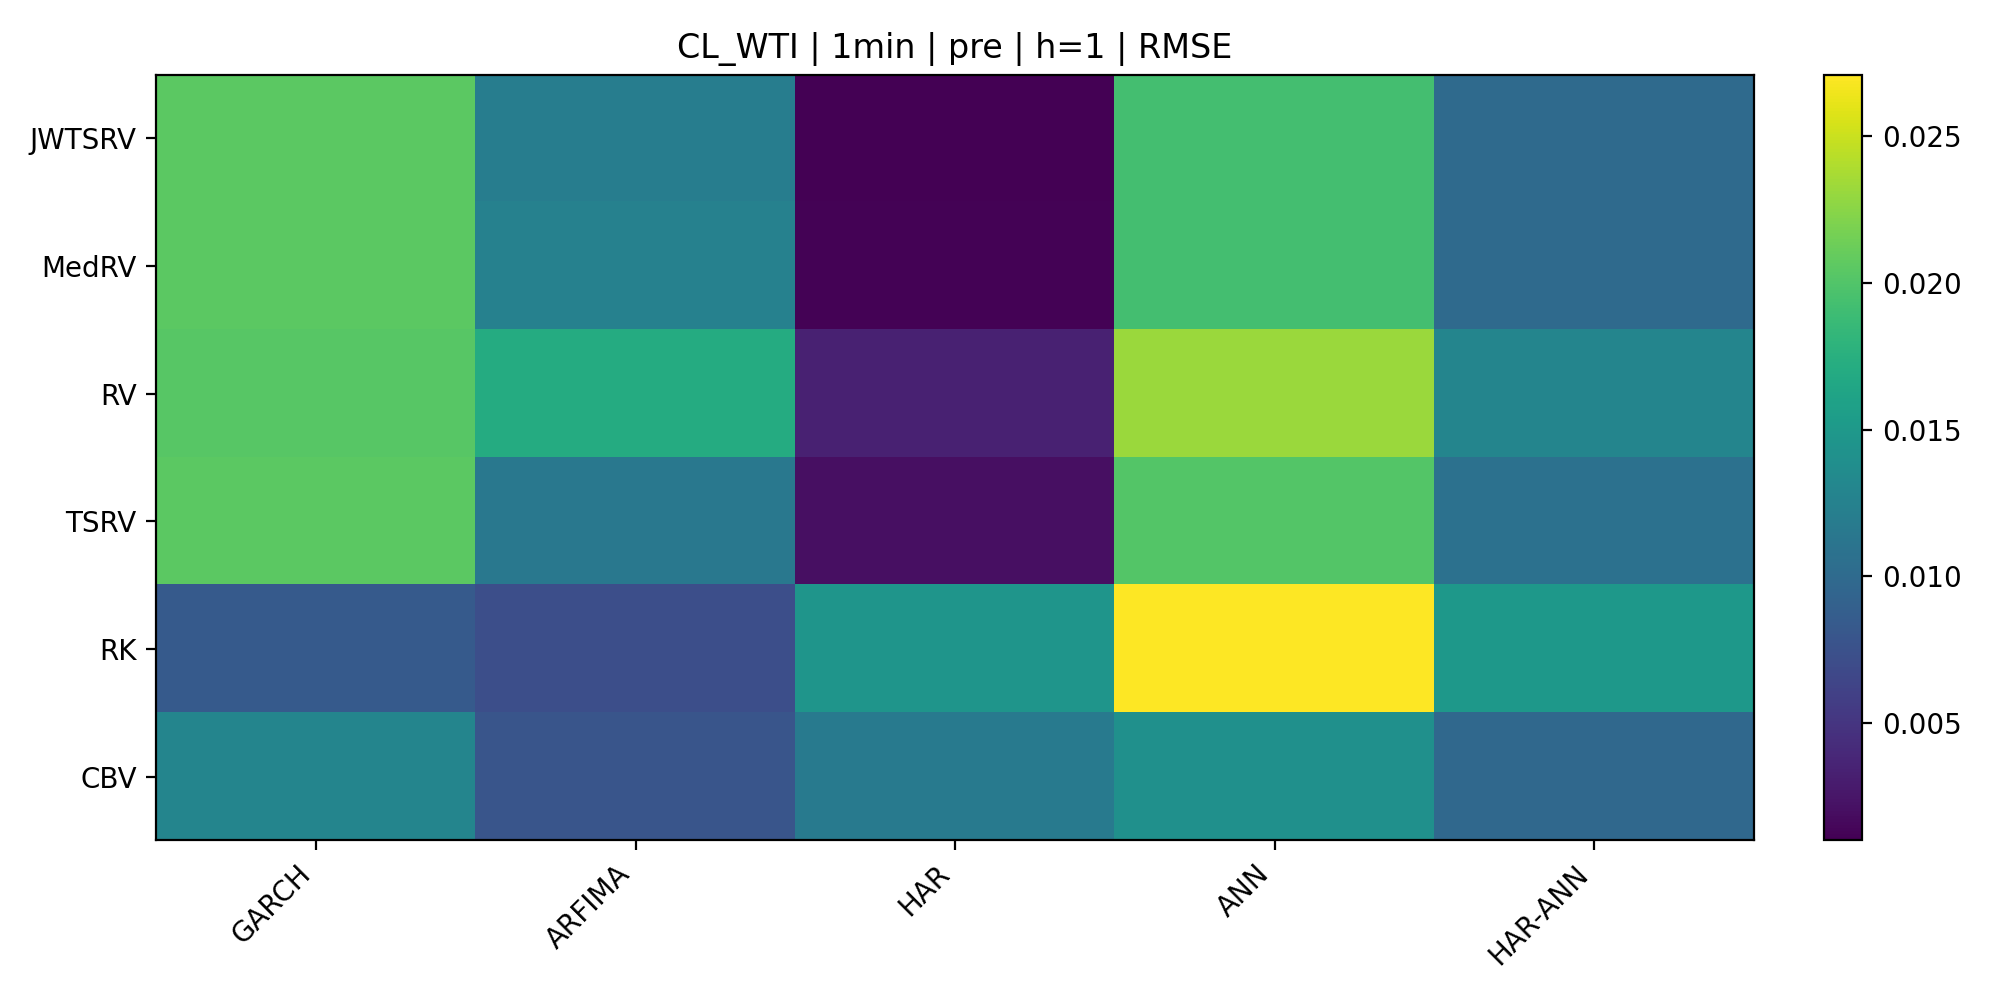 CL_WTI | 1min | pre | h=1 | RMSE
JWTSRV
MedRV
RV
TSRV
RK
CBV
GARCH
ARFIMA
HAR
ANN
HAR-ANN
0.025
0.020
0.015
0.010
0.005